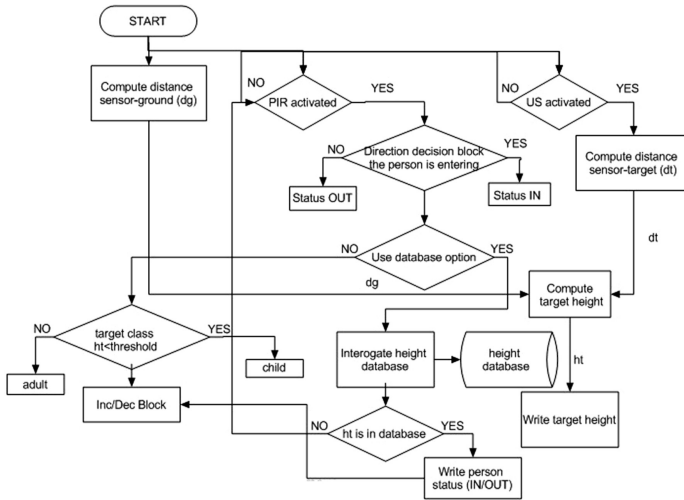 START
NO
YES
NO
YES
Compute distance
sensor-ground (dg)
PIR activated
US activated
NO
Direction decision block
the person is entering
YES
Compute distance
sensor-target (dt)
Status OUT
Status IN
NO
Use database option
YES
dt
dg
Compute
target height
NO
target class
ht<threshold
YES
Interogate height
database
height
database
ht
adult
child
Inc/Dec Block
NO
ht is in database
YES
Write target height
Write person
status (IN/OUT)